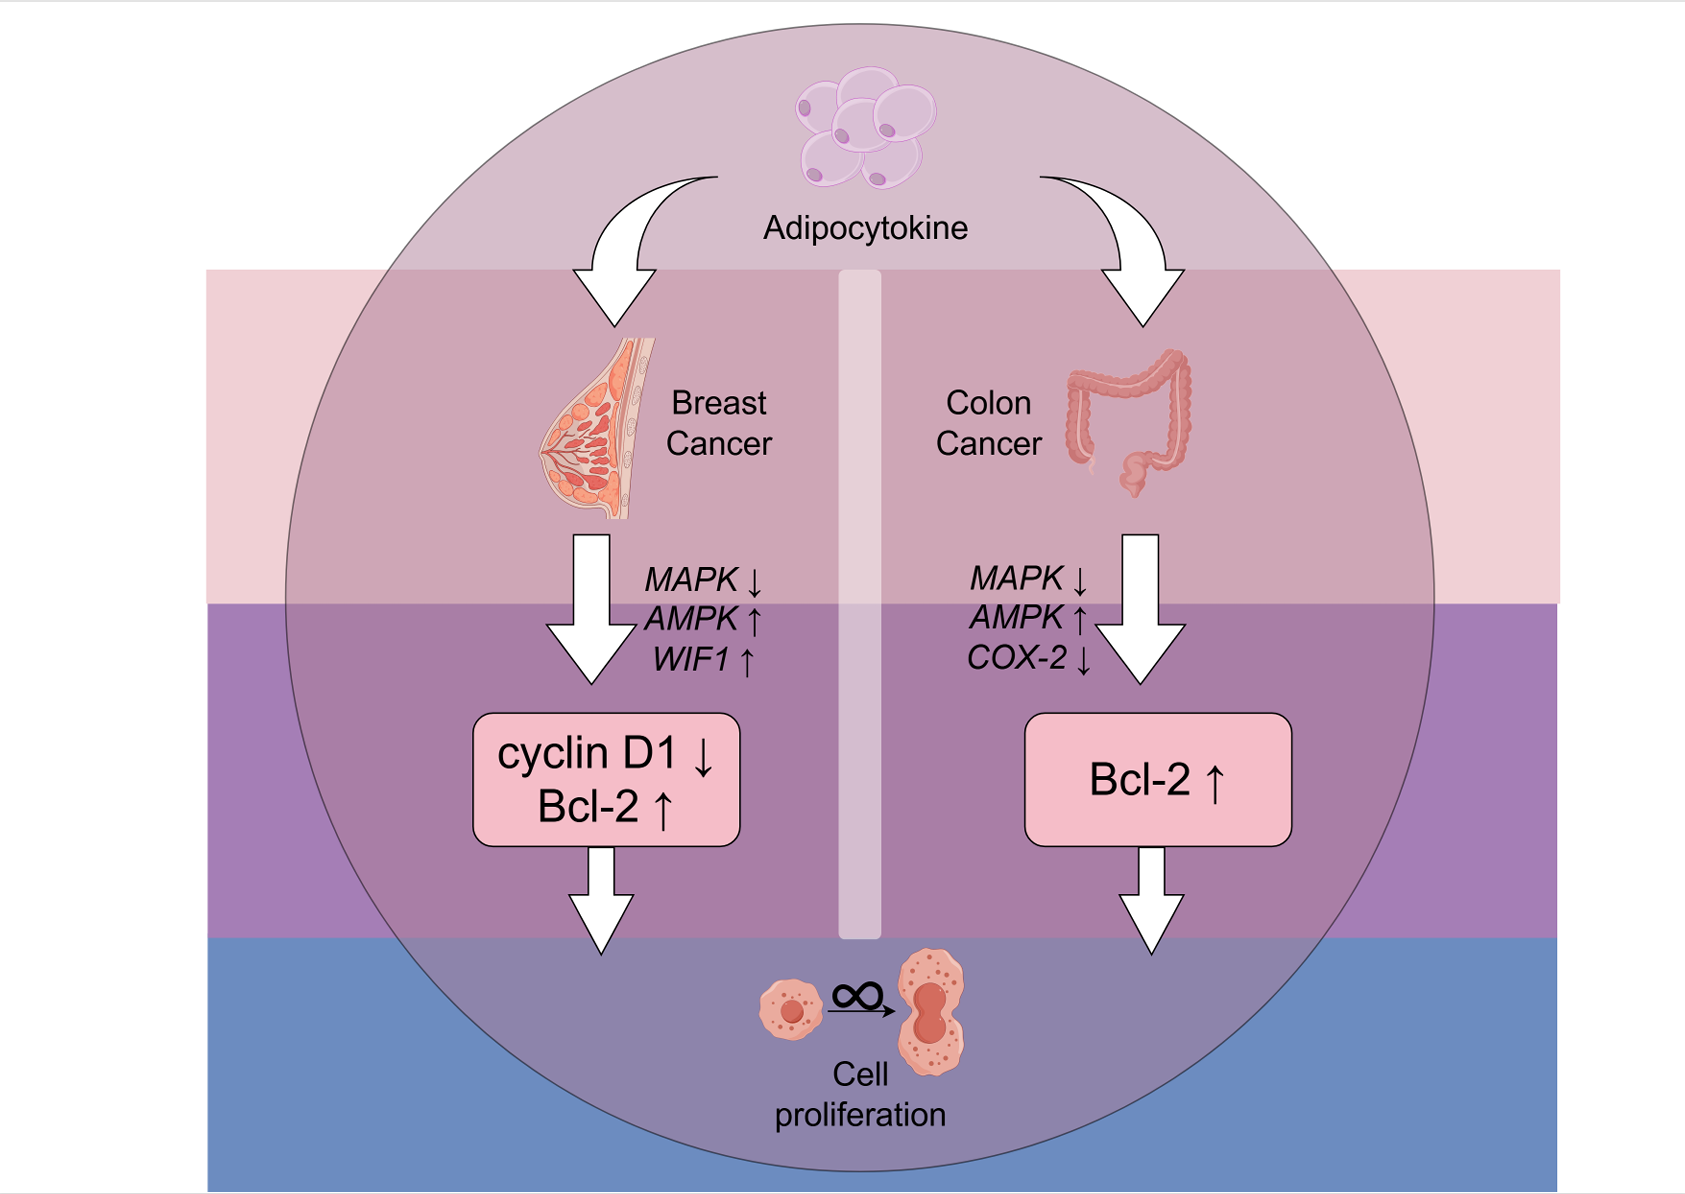 Adipocytokine
Breast
Cancer
Colon
Cancer
MAPK ↓
AMPK ↑
WIF1 ↑
MAPK ↓
AMPK ↑
COX-2 ↓
cyclin D1 ↓
Bcl-2 ↑
Bcl-2 ↑
∞
Cell
proliferation